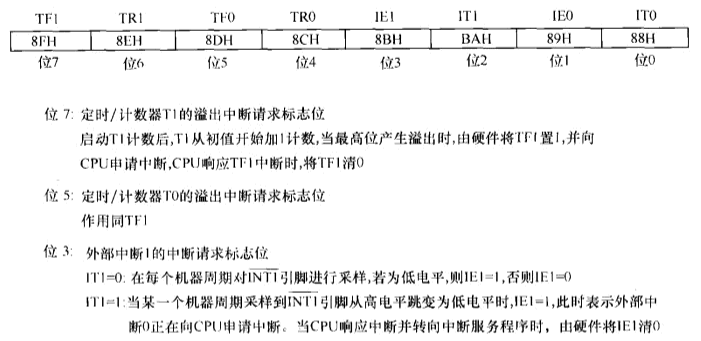 TF1 TR1 TF0 TR0 IE1 IT1 IE0 IT0
8FH 8EH 8DH 8CH 8BH BAH 89H 88H
位7 位6 位5 位4 位3 位2 位1 位0
位 7: 定时/计数器T1的溢出中断请求标志位
启动T1计数后,T1从初值开始加1计数,当最高位产生溢出时,由硬件将TF1置1,并向
CPU申请中断,CPU响应TF1中断时,将TF1清0
位 5: 定时/计数器T0的溢出中断请求标志位
作用同TF1
位 3: 外部中断1的中断请求标志位
IT1=0: 在每个机器周期对INT1引脚进行采样,若为低电平,则IE1=1,否则IE1=0
IT1=1:当某一个机器周期采样到INT1引脚从高电平跳变为低电平时,IE1=1,此时表示外部中
断0正在向CPU申请中断。当CPU响应中断并转向中断服务程序时，由硬件将IE1清0